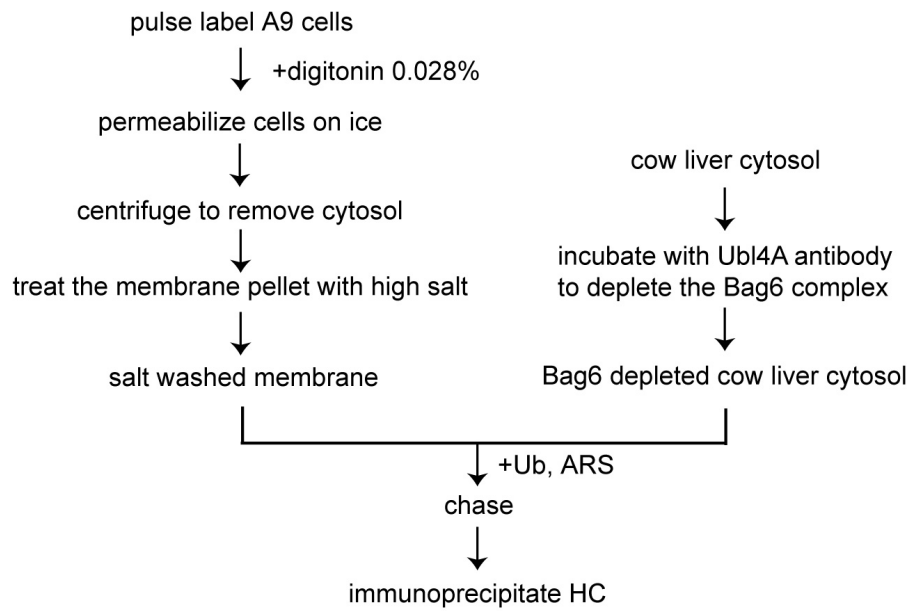 pulse label A9 cells
+digitonin 0.028%
permeabilize cells on ice
centrifuge to remove cytosol
treat the membrane pellet with high salt
salt washed membrane
cow liver cytosol
incubate with Ubl4A antibody
to deplete the Bag6 complex
Bag6 depleted cow liver cytosol
+Ub, ARS
chase
immunoprecipitate HC